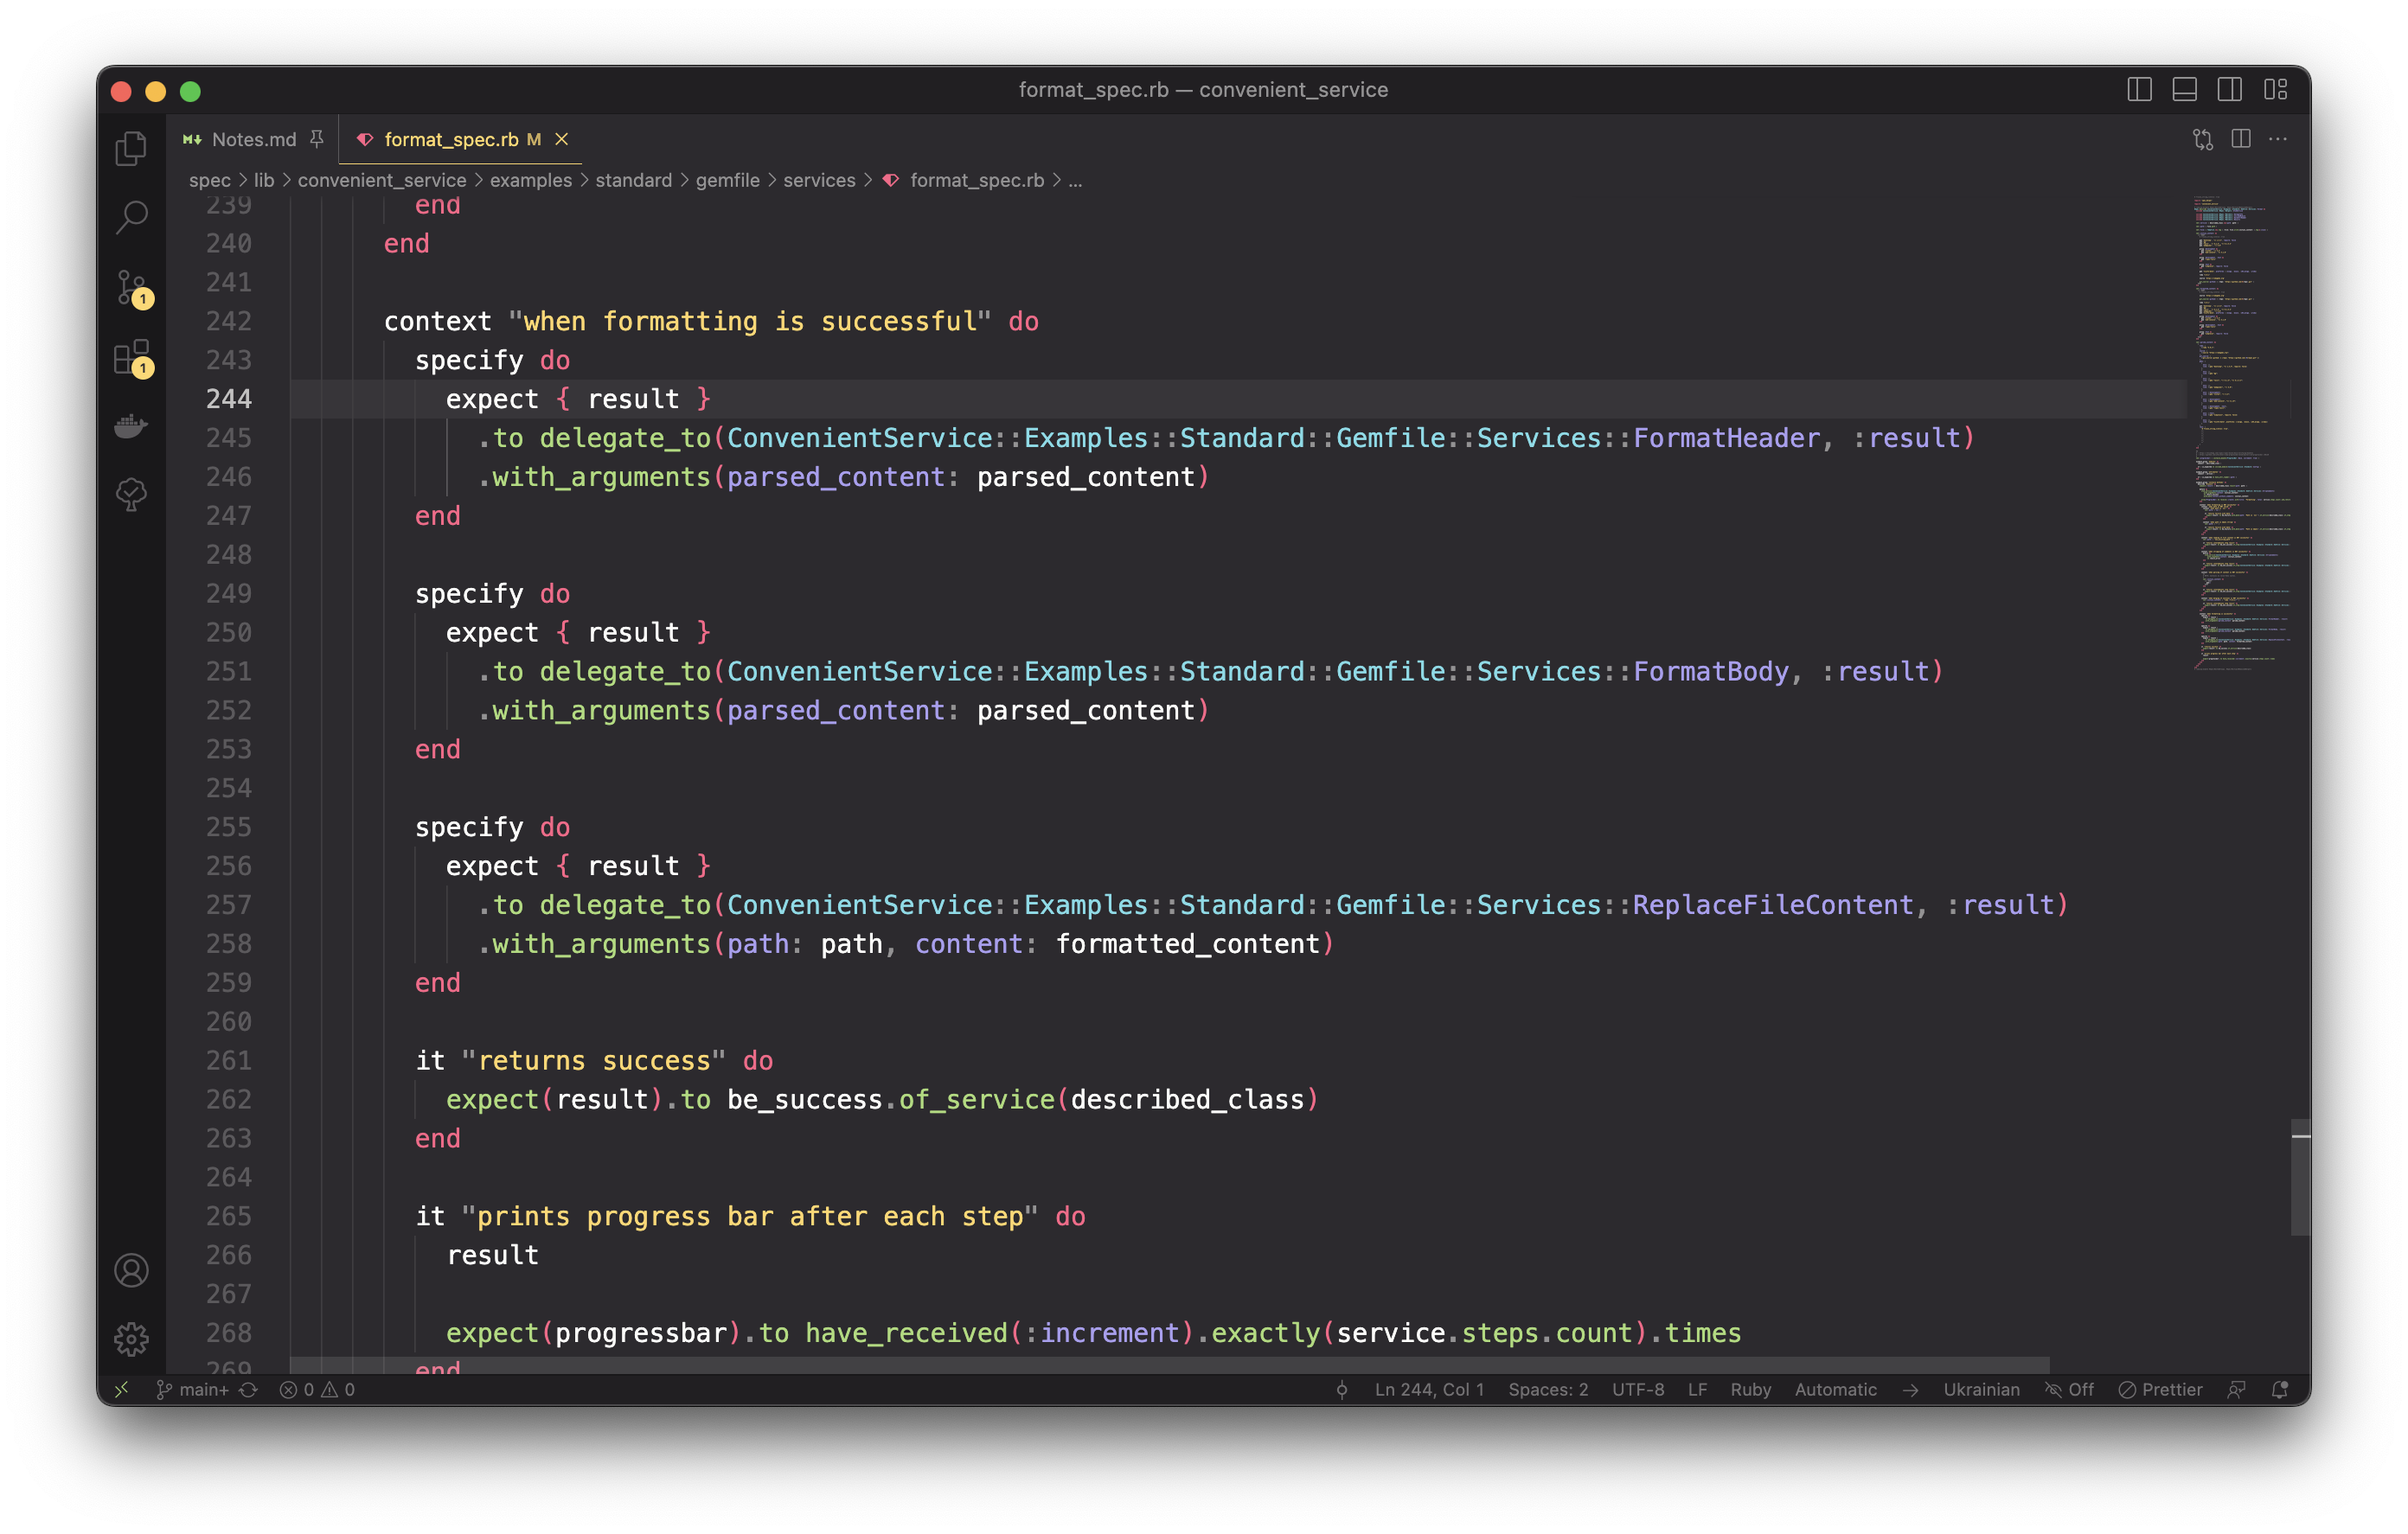 format_spec.rb — convenient_service
Notes.md
format_spec.rb M
spec > lib > convenient_service > examples > standard > gemfile > services > format_spec.rb > ...
239 end
240 end
241
242 context "when formatting is successful" do
243 specify do
244 expect { result }
245 .to delegate_to(ConvenientService::Examples::Standard::Gemfile::Services::FormatHeader, :result)
246 .with_arguments(parsed_content: parsed_content)
247 end
248
249 specify do
250 expect { result }
251 .to delegate_to(ConvenientService::Examples::Standard::Gemfile::Services::FormatBody, :result)
252 .with_arguments(parsed_content: parsed_content)
253 end
254
255 specify do
256 expect { result }
257 .to delegate_to(ConvenientService::Examples::Standard::Gemfile::Services::ReplaceFileContent, :result)
258 .with_arguments(path: path, content: formatted_content)
259 end
260
261 it "returns success" do
262 expect(result).to be_success.of_service(described_class)
263 end
264
265 it "prints progress bar after each step" do
266 result
267
268 expect(progressbar).to have_received(:increment).exactly(service.steps.count).times
269 end
1
1
main+ 0 0 Ln 244, Col 1 Spaces: 2 UTF-8 LF Ruby Automatic Ukrainian Off Prettier